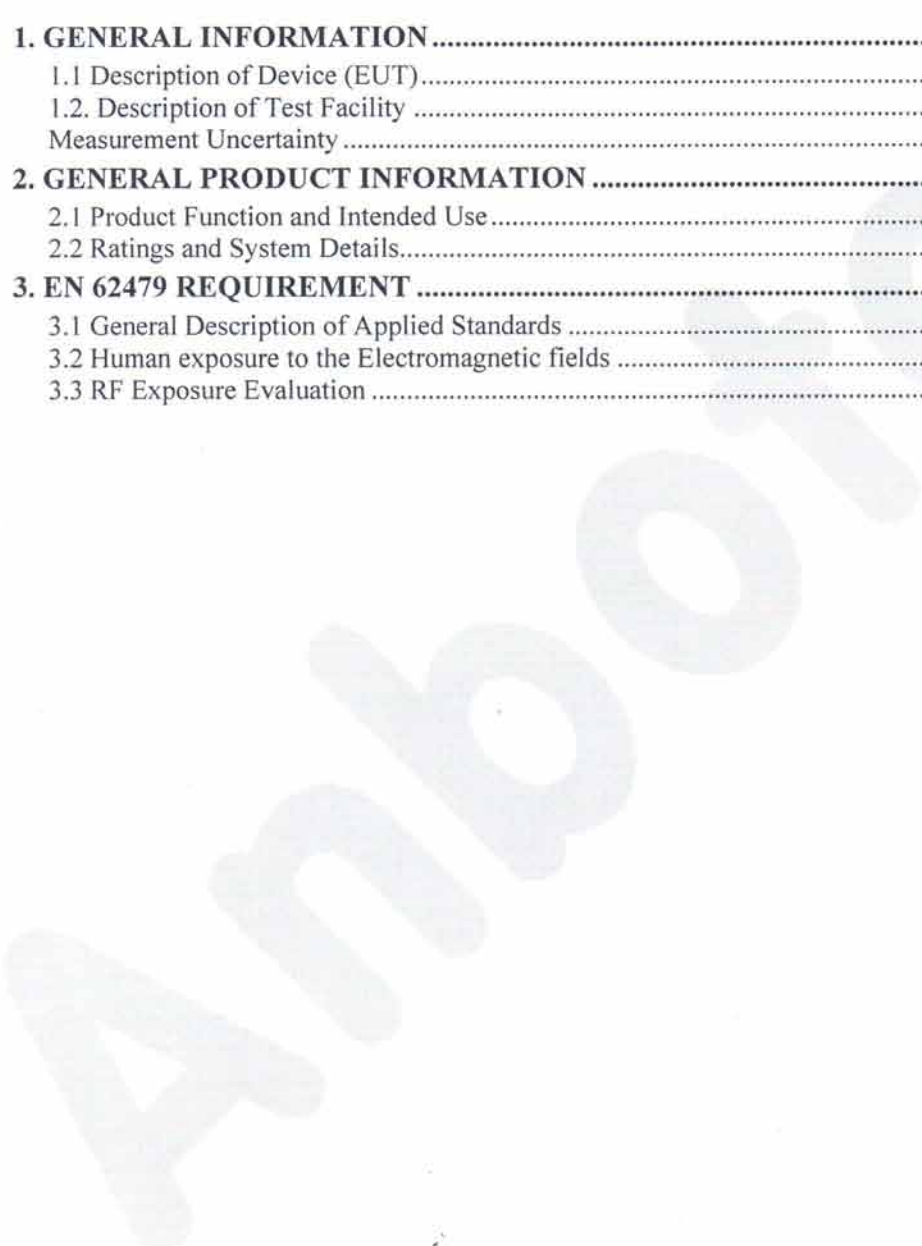 1. GENERAL INFORMATION................................................................
1.1 Description of Device (EUT)................................................................
1.2. Description of Test Facility ................................................................
Measurement Uncertainty ................................................................
2. GENERAL PRODUCT INFORMATION ................................................................
2.1 Product Function and Intended Use................................................................
2.2 Ratings and System Details................................................................
3. EN 62479 REQUIREMENT ................................................................
3.1 General Description of Applied Standards ................................................................
3.2 Human exposure to the Electromagnetic fields ................................................................
3.3 RF Exposure Evaluation ................................................................
Anbot